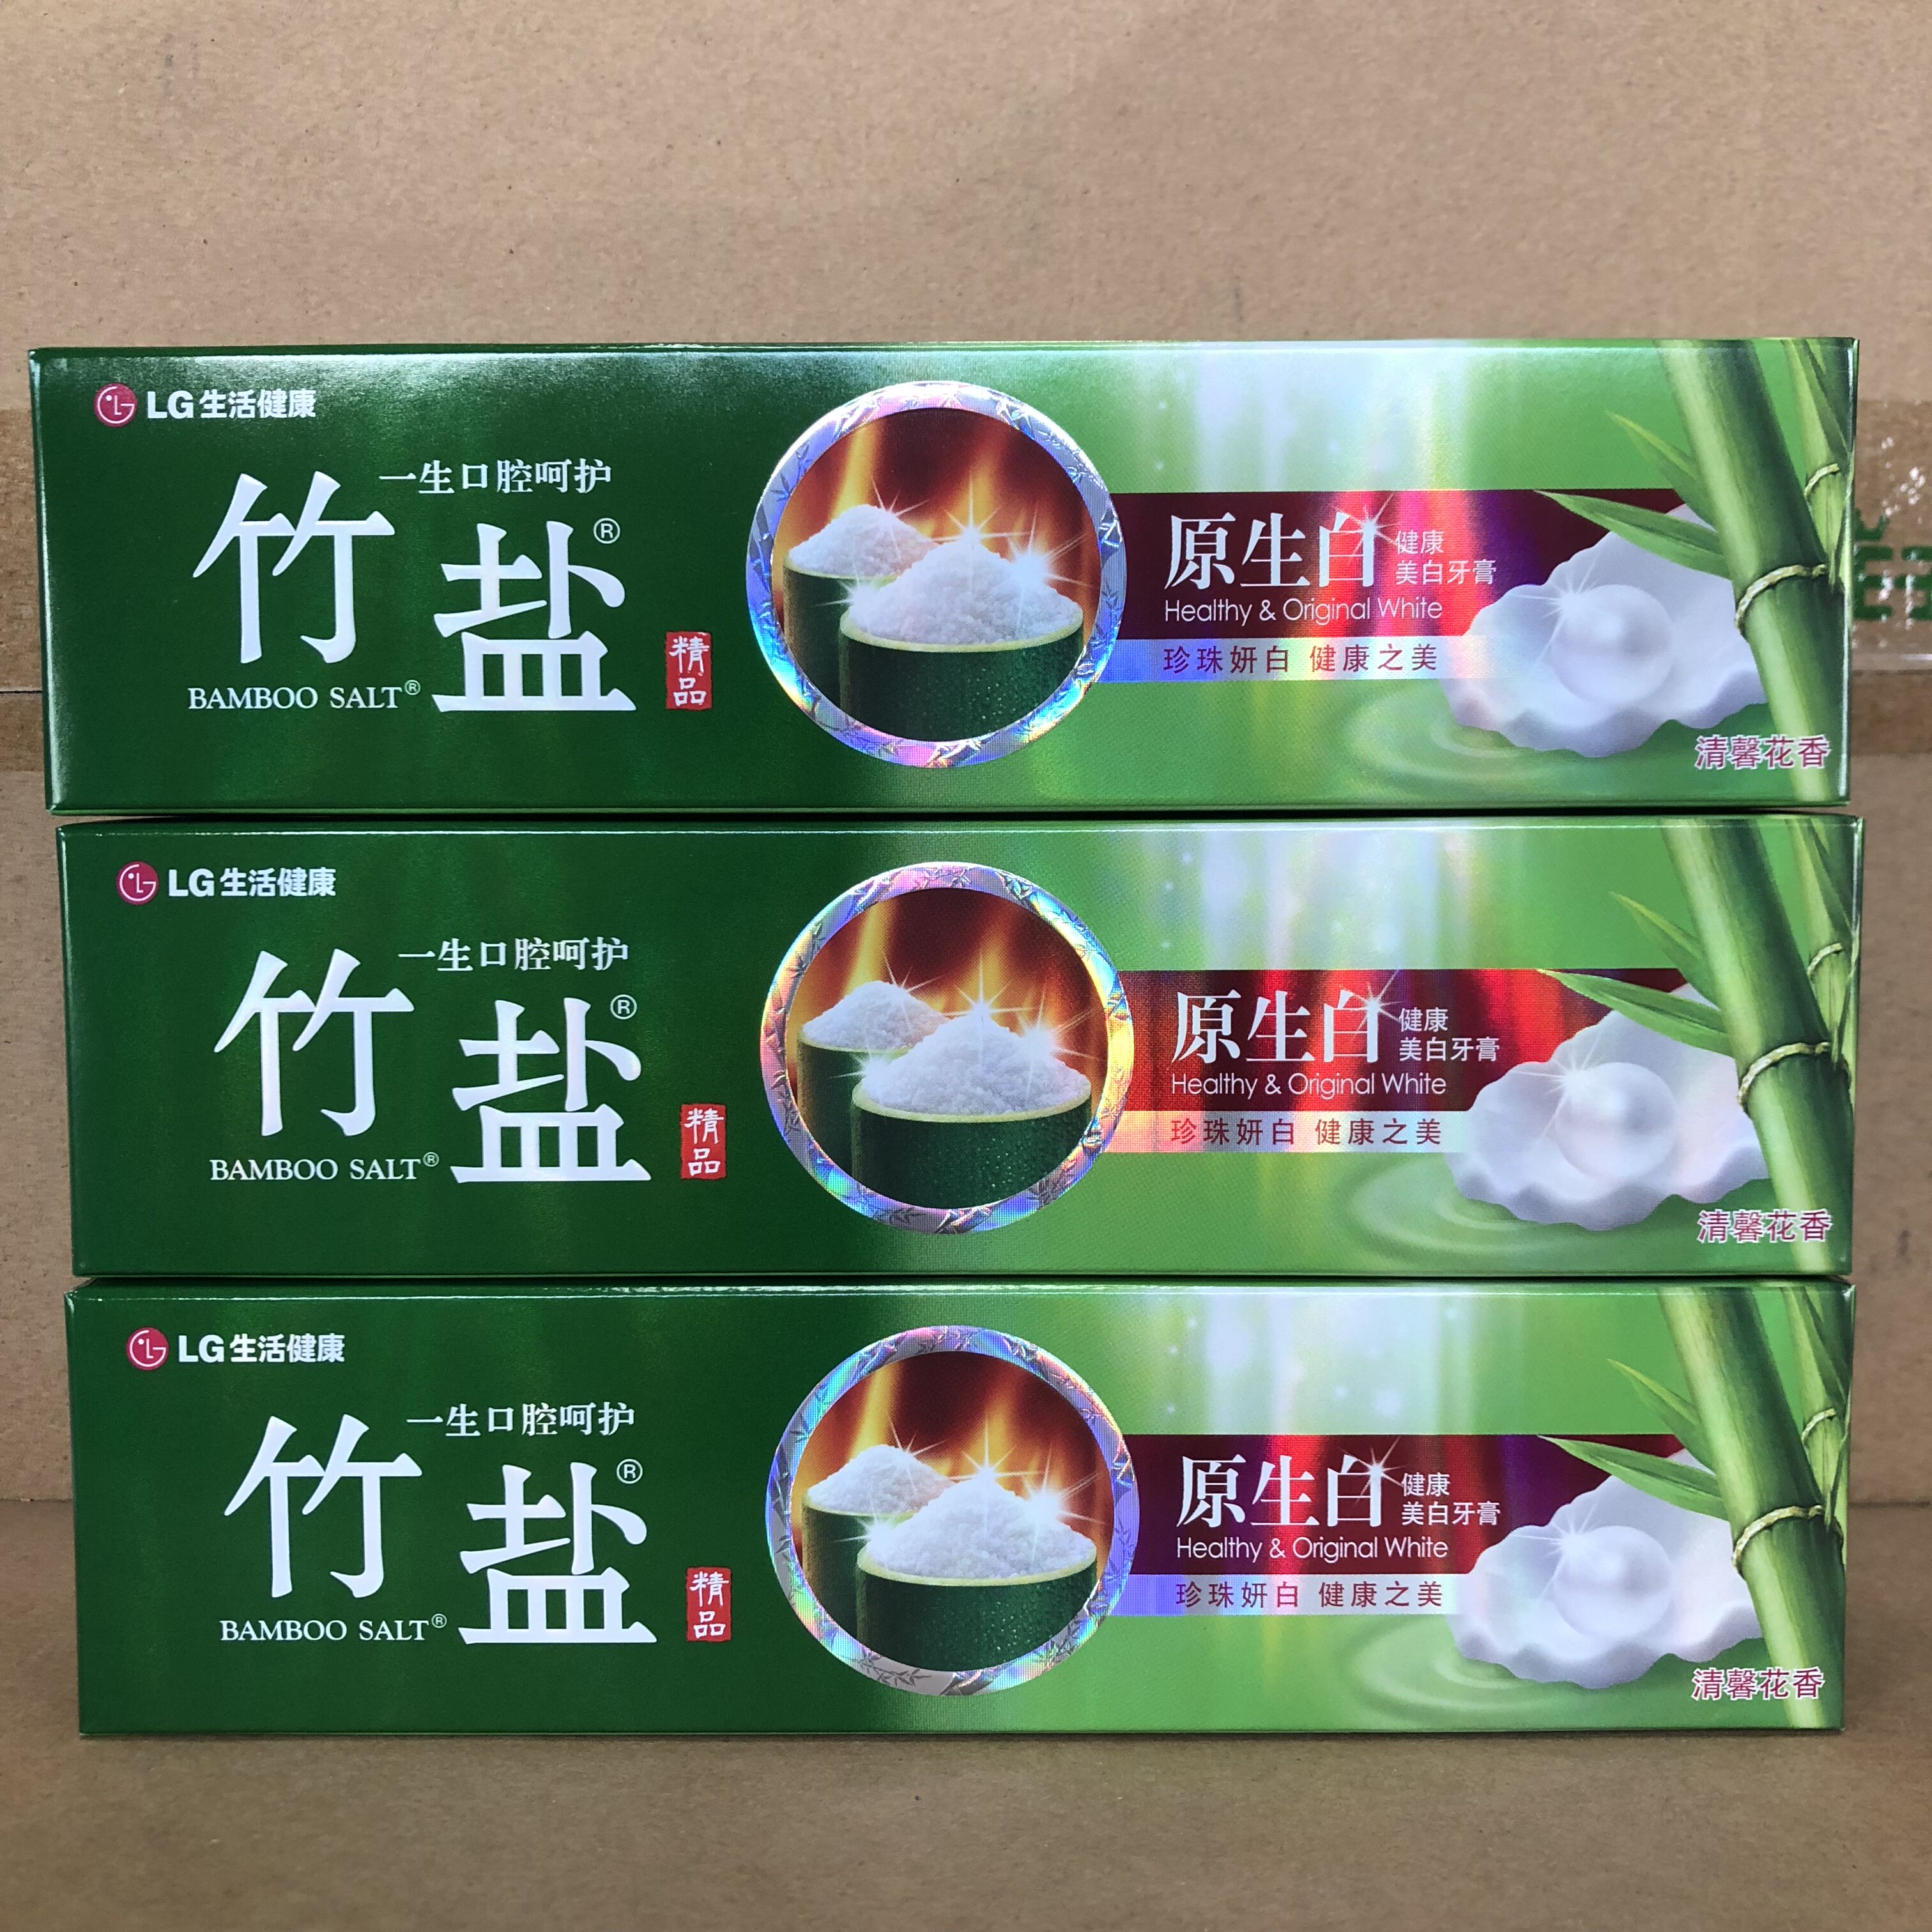 LG生活健康
一生口腔呵护
竹盐®
BAMBOO SALT®
精品
原生白 健康
美白牙膏
Healthy & Original White
珍珠妍白 健康之美
清馨花香
LG生活健康
一生口腔呵护
竹盐®
BAMBOO SALT®
精品
原生白 健康
美白牙膏
Healthy & Original White
珍珠妍白 健康之美
清馨花香
LG生活健康
一生口腔呵护
竹盐®
BAMBOO SALT®
精品
原生白 健康
美白牙膏
Healthy & Original White
珍珠妍白 健康之美
清馨花香